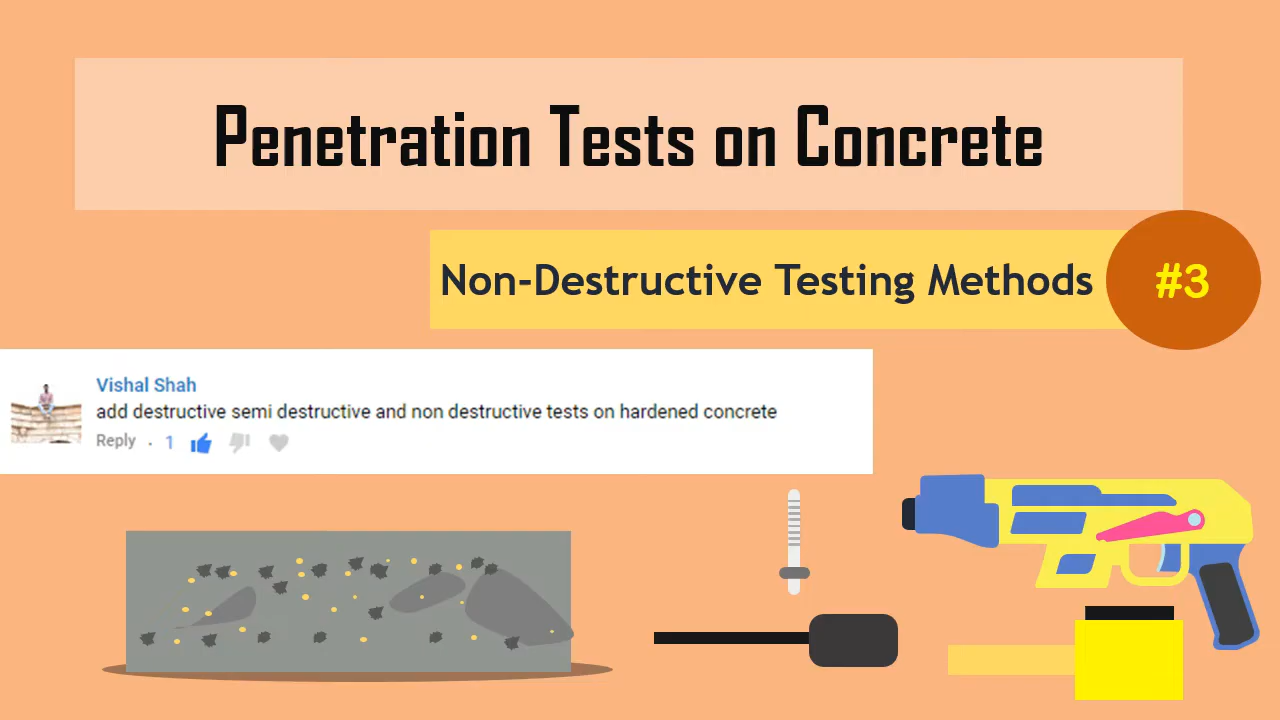 Penetration Tests on Concrete
Non-Destructive Testing Methods
#3
Vishal Shah
add destructive semi destructive and non destructive tests on hardened concrete
Reply · 1